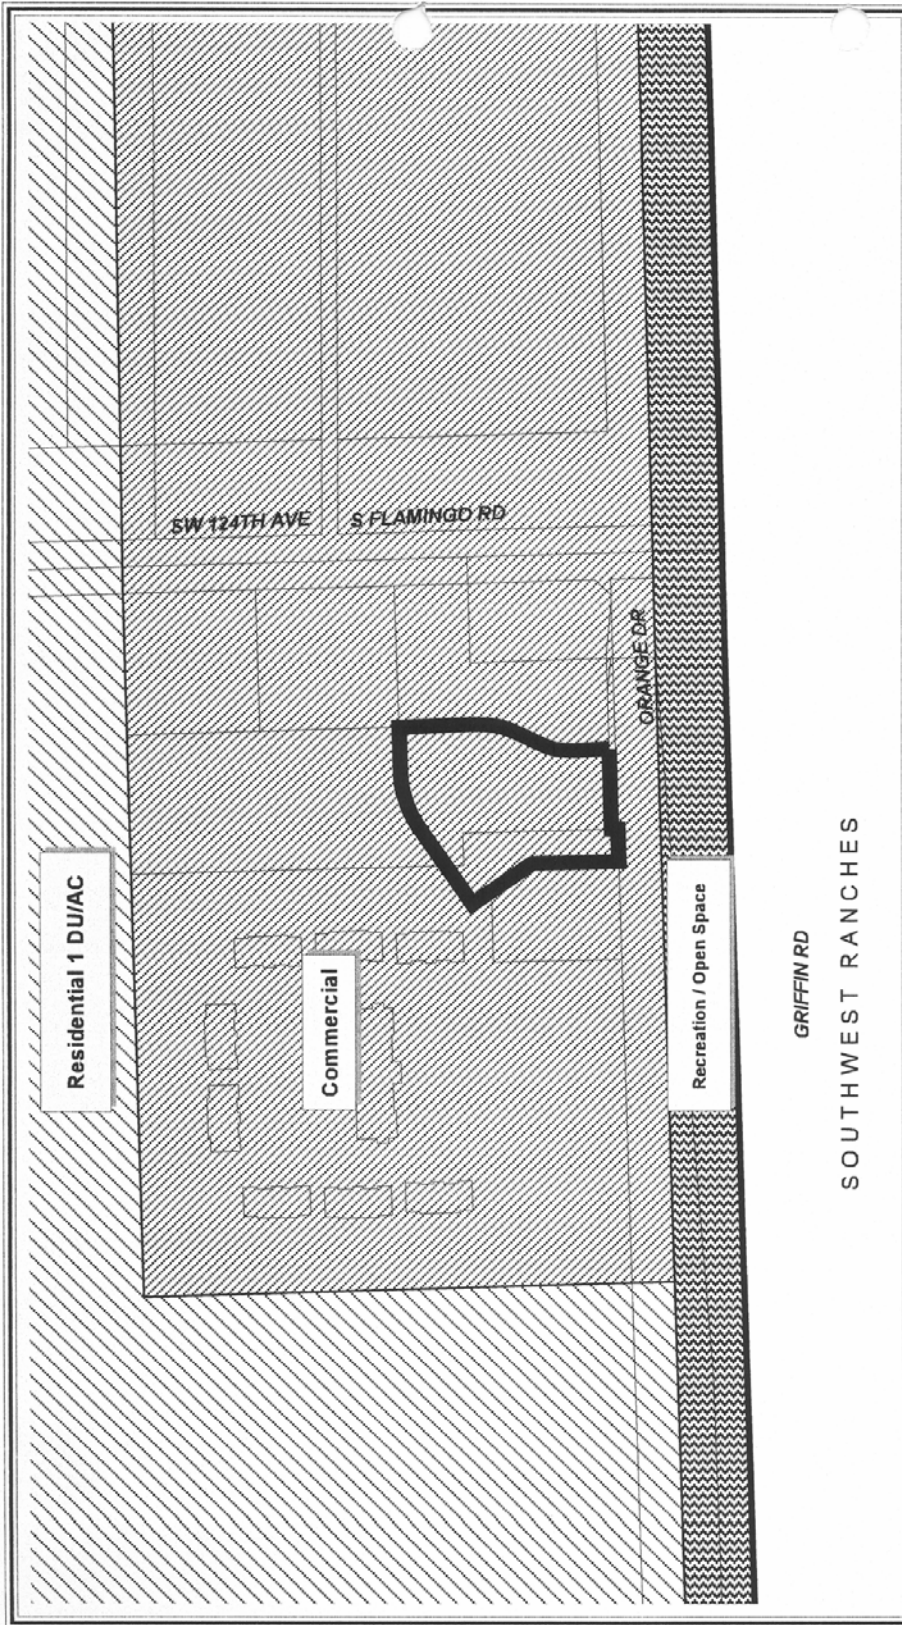 Residential 1 DU/AC
SW 124TH AVE
S FLAMINGO RD
Commercial
ORANGE DR
Recreation / Open Space
GRIFFIN RD
SOUTHWEST RANCHES